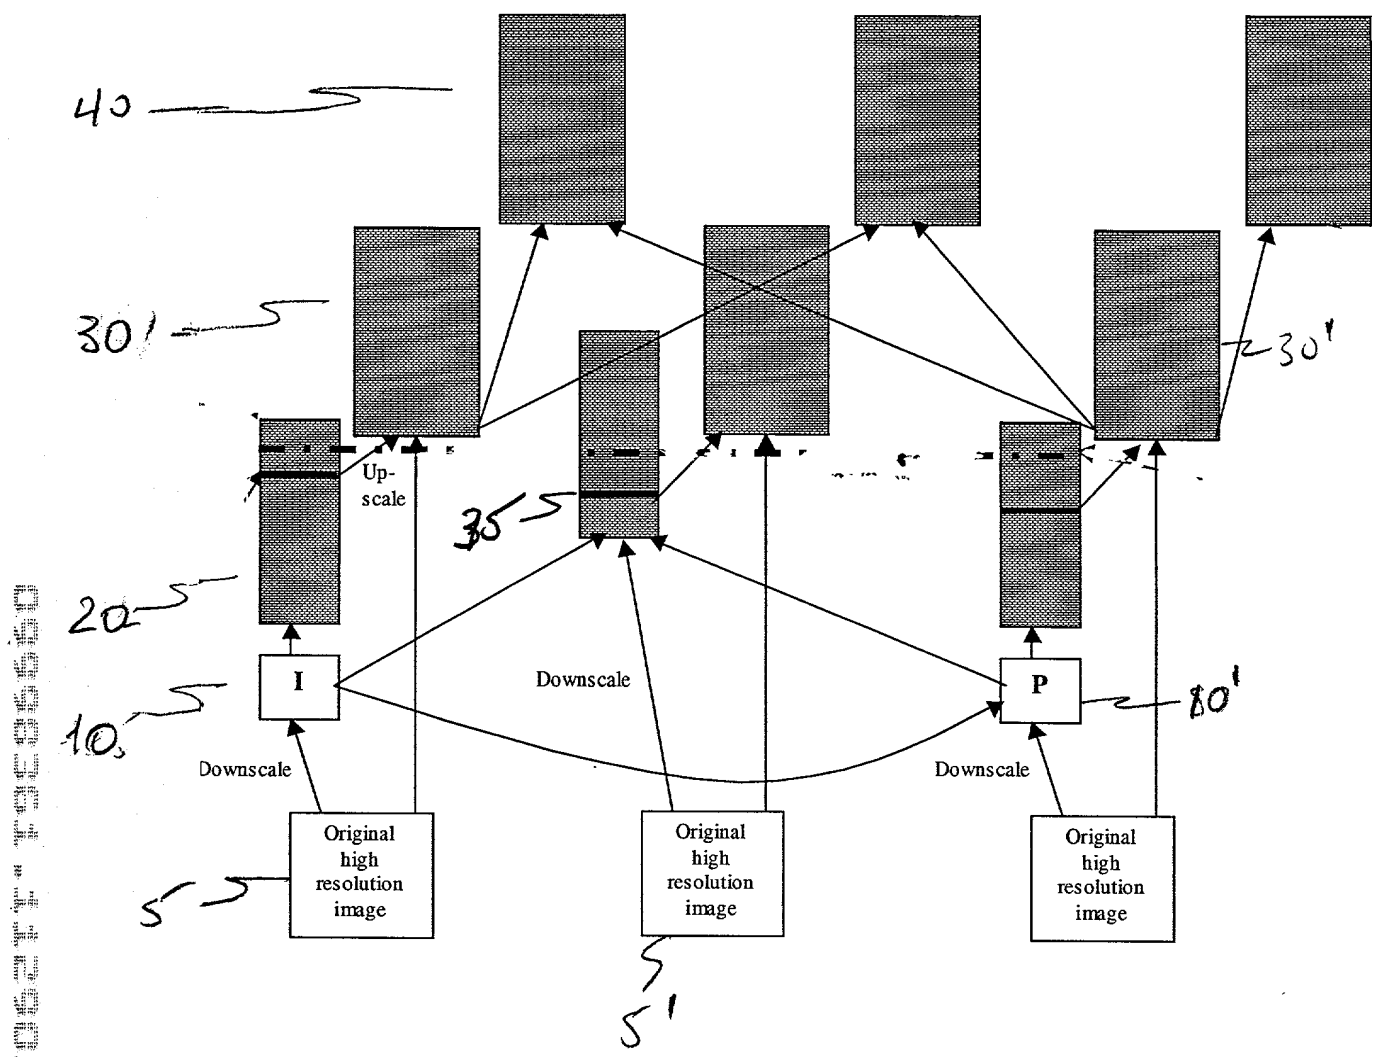 40
30'
30'
Up-
scale
35
20
I
Downscale
P
10'
10
Downscale
Downscale
Original
high
resolution
image
Original
high
resolution
image
Original
high
resolution
image
5
5'